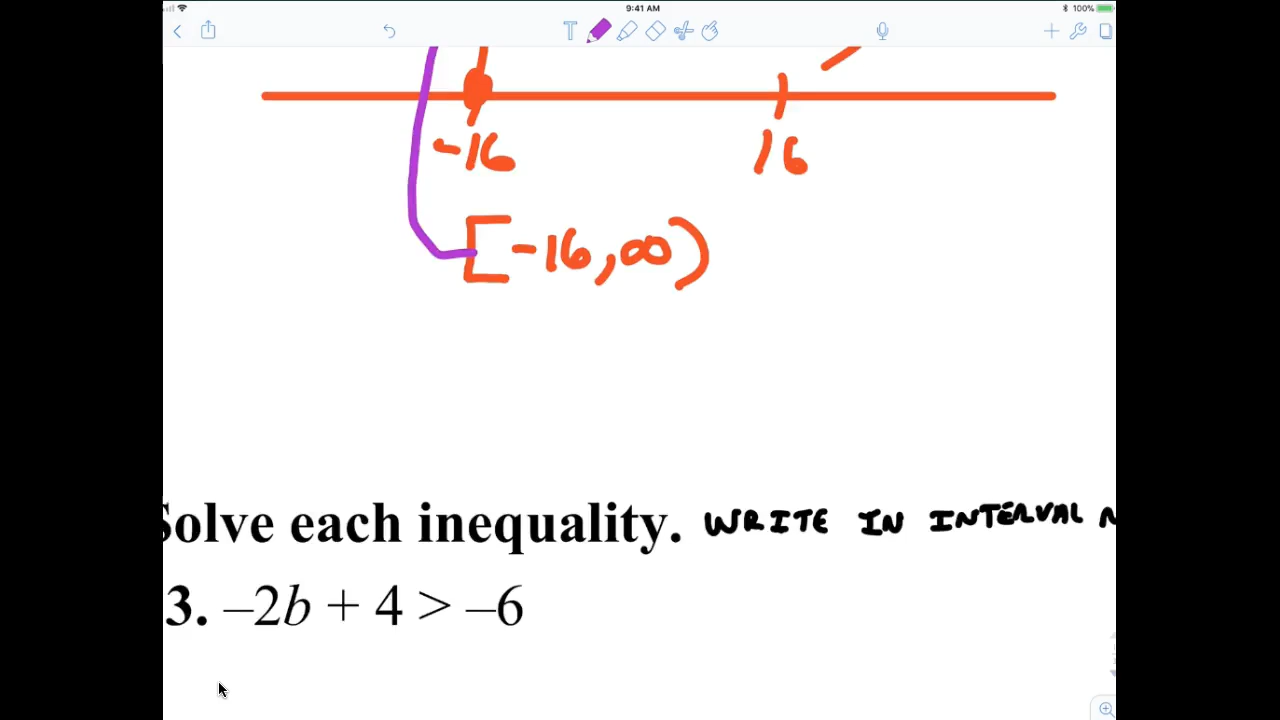 9:41 AM
100%
-16
16
[-16,∞)
Solve each inequality. WRITE IN INTERVAL
3. –2b + 4 > –6